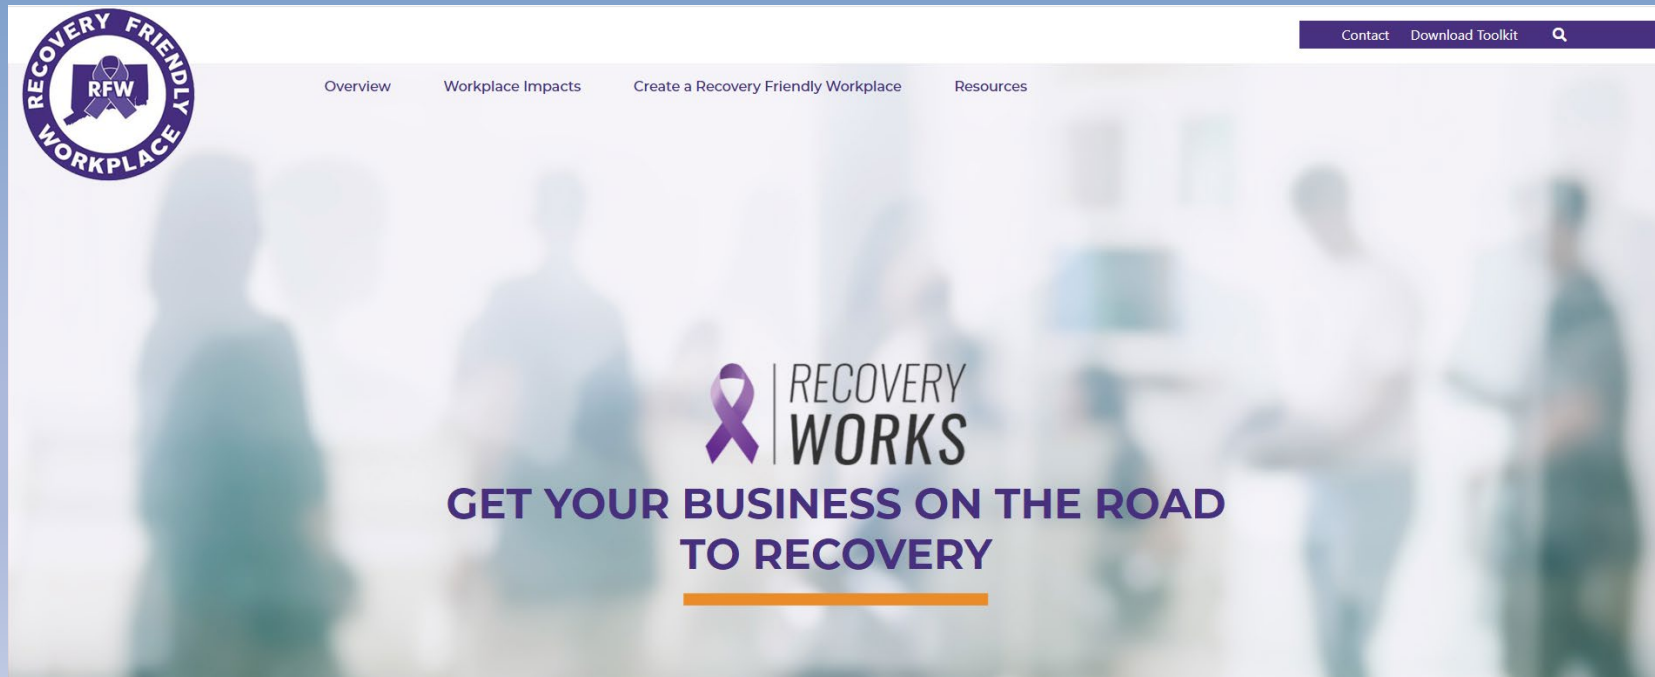 RECOVERY FRIENDLY
RFW
WORKPLACE
Contact Download Toolkit
Overview Workplace Impacts Create a Recovery Friendly Workplace Resources
RECOVERY
WORKS
GET YOUR BUSINESS ON THE ROAD
TO RECOVERY